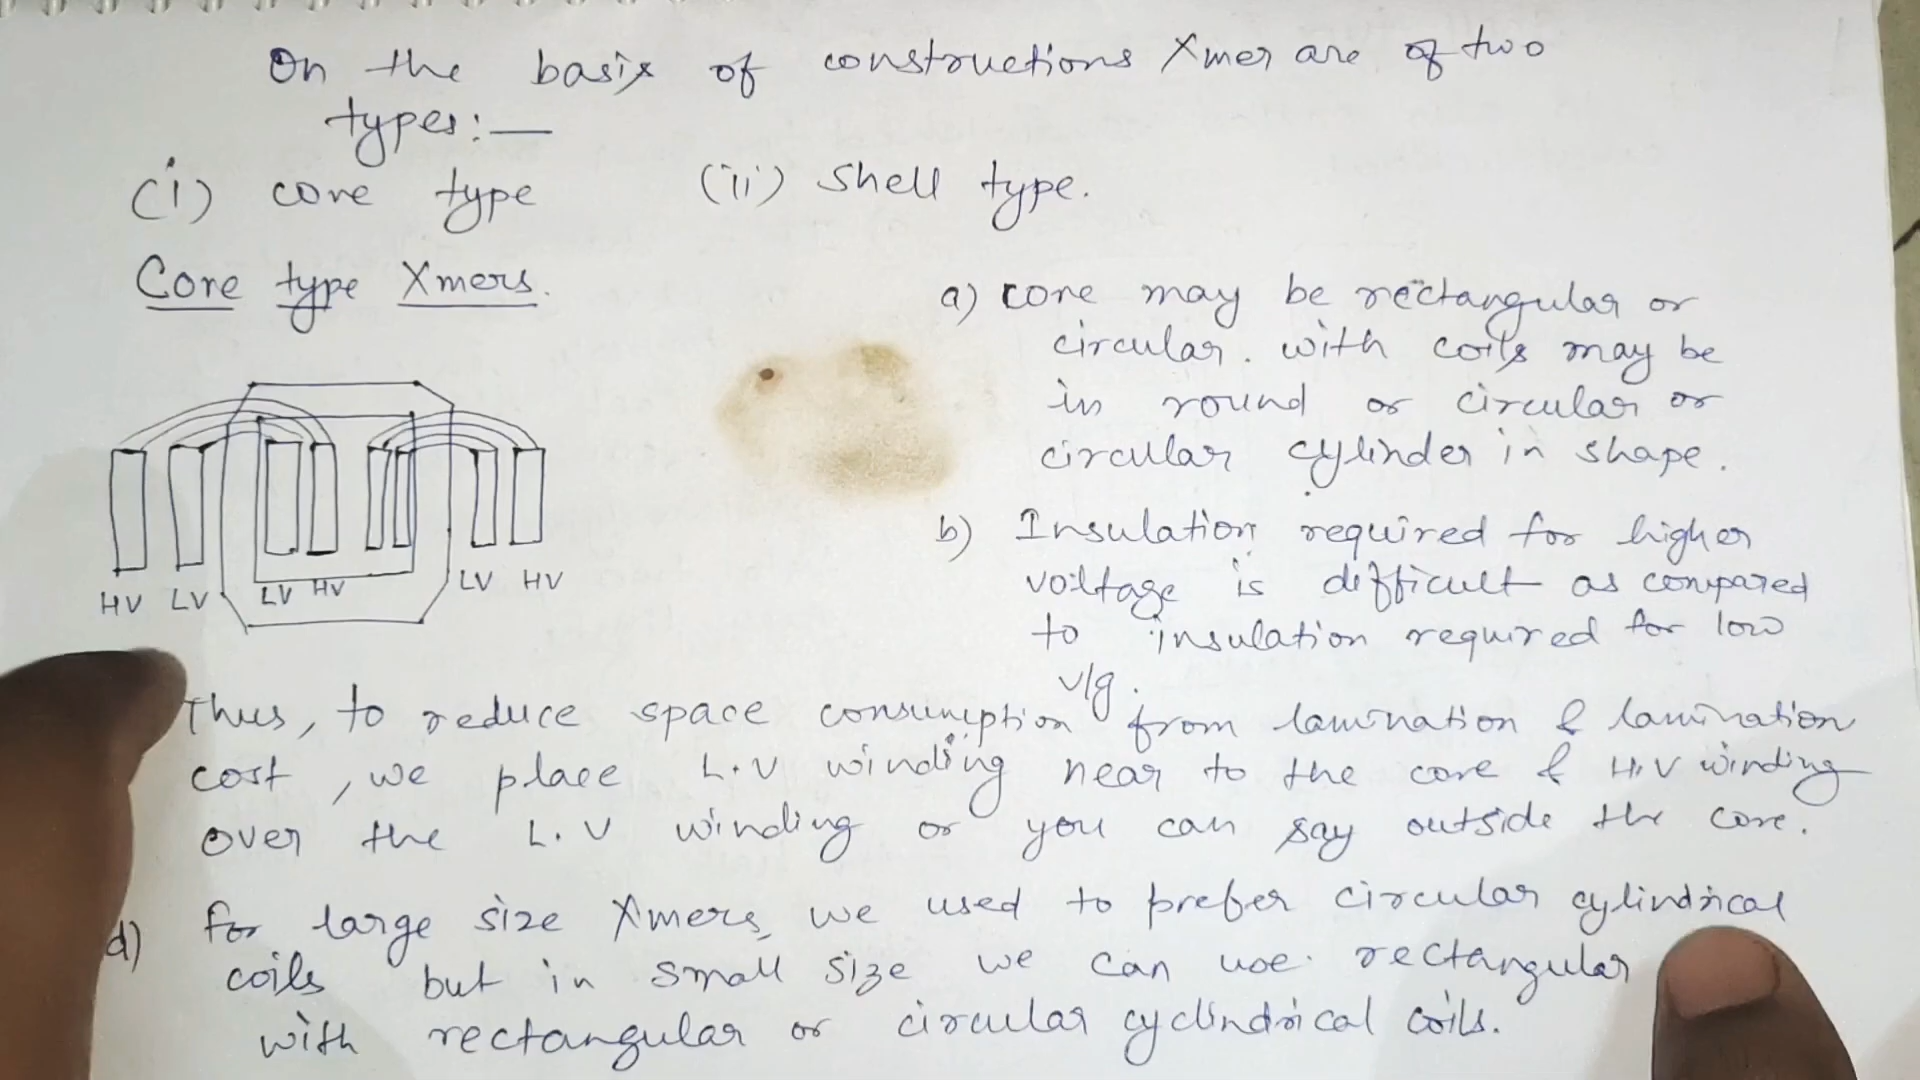 On the basis of constructions Xmer are of two
types:—
(i) core type (ii) Shell type.
Core type Xmers.
a) core may be rectangular or
circular. with coils may be
in round or circular or
circular cylinder in shape.
b) Insulation required for higher
voltage is difficult as compared
to insulation required for low
v/g.
HV LV LV HV LV HV
Thus, to reduce space consumption from lamination & lamination
cost, we place L.V winding near to the core & H.V winding
over the L.V winding or you can say outside the core.
d) for large size Xmers, we used to prefer circular cylindrical
coils but in small size we can use rectangular
with rectangular or circular cyclindrical coils.